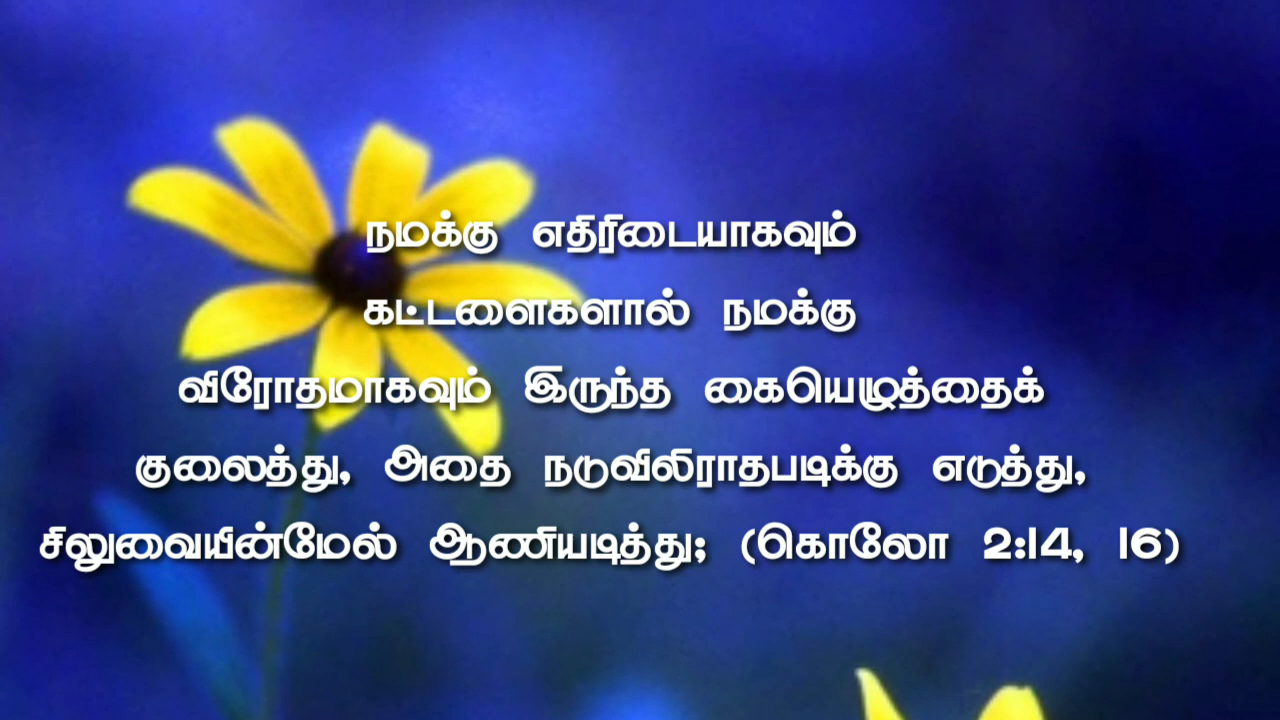 நமக்கு எதிரிடையாகவும்
கட்டளைகளால் நமக்கு
விரோதமாகவும் இருந்த கையெழுத்தைக்
குலைத்து, அதை நடுவிலிராதபடிக்கு எடுத்து,
சிலுவையின்மேல் ஆணியடித்து; (கொலோ 2:14, 16)